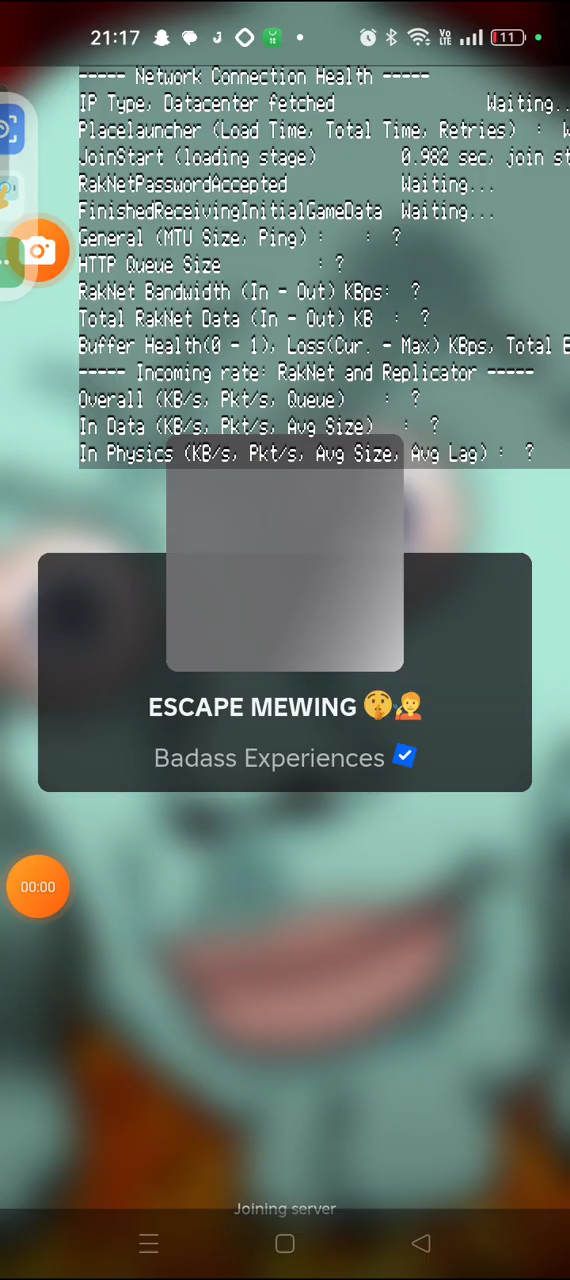 21:17
Vo LTE
11
----- Network Connection Health -----
IP Type, Datacenter fetched Waiting..
Placelauncher (Load Time, Total Time, Retries) :
JoinStart (loading stage) 0.982 sec, join st
RakNetPasswordAccepted Waiting...
FinishedReceivingInitialGameData Waiting...
General (MTU Size, Ping) : : ?
HTTP Queue Size : ?
RakNet Bandwidth (In - Out) KBps: ?
Total RakNet Data (In - Out) KB : ?
Buffer Health(0 - 1), Loss(Cur. - Max) KBps, Total
----- Incoming rate: RakNet and Replicator -----
Overall (KB/s, Pkt/s, Queue) : ?
In Data (KB/s, Pkt/s, Avg Size) : ?
In Physics (KB/s, Pkt/s, Avg Size, Avg Lag) : ?
ESCAPE MEWING 🤫🧏
Badass Experiences
00:00
Joining server